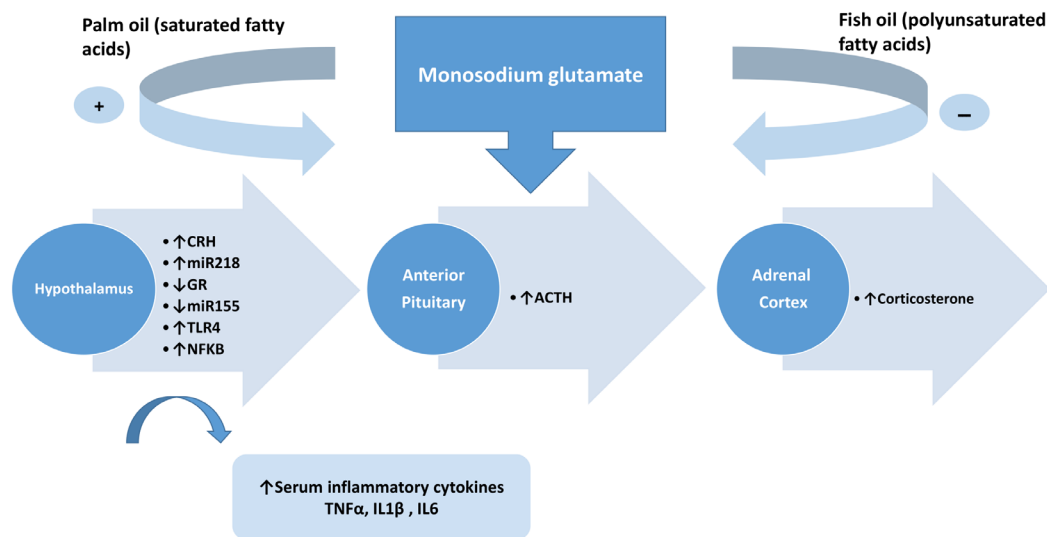 Palm oil (saturated fatty
acids)
+
Monosodium glutamate
Fish oil (polyunsaturated
fatty acids)
–
Hypothalamus
• ↑CRH
• ↑miR218
• ↓GR
• ↓miR155
• ↑TLR4
• ↑NFKB
Anterior
Pituitary
• ↑ACTH
Adrenal
Cortex
• ↑Corticosterone
↑Serum inflammatory cytokines
TNFα, IL1β , IL6